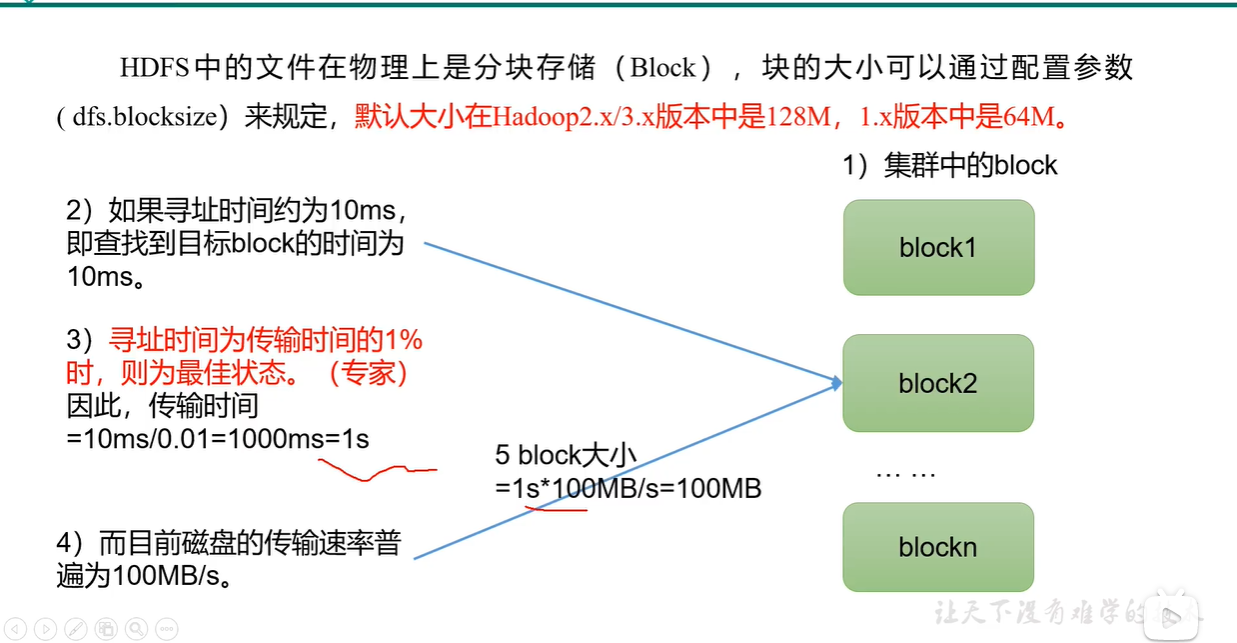 HDFS中的文件在物理上是分块存储（Block），块的大小可以通过配置参数
( dfs.blocksize）来规定，默认大小在Hadoop2.x/3.x版本中是128M，1.x版本中是64M。
1）集群中的block
block1
2）如果寻址时间约为10ms，
即查找到目标block的时间为
10ms。
3）寻址时间为传输时间的1%
时，则为最佳状态。（专家）
因此，传输时间
=10ms/0.01=1000ms=1s
block2
5 block大小
=1s*100MB/s=100MB
... ...
4）而目前磁盘的传输速率普
遍为100MB/s。
blockn
让天下没有难学的